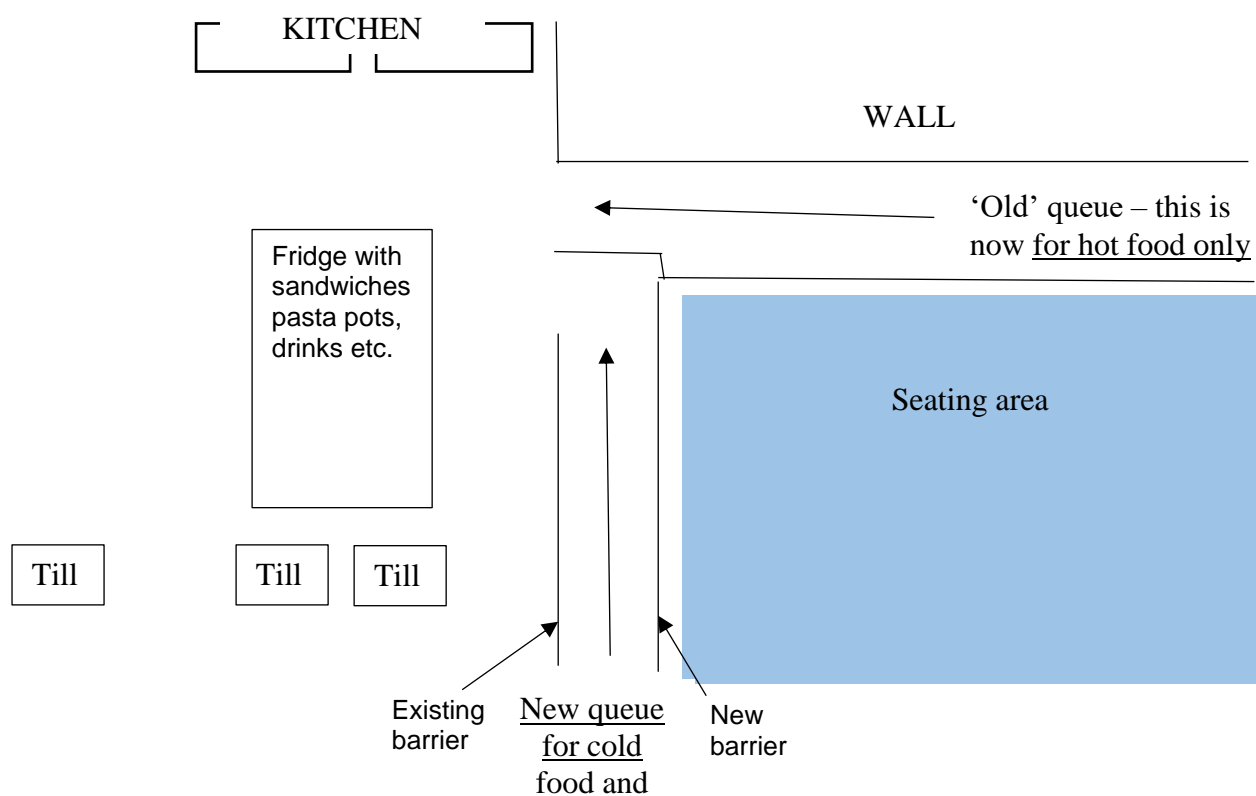 KITCHEN
WALL
‘Old’ queue – this is
now for hot food only
Fridge with
sandwiches
pasta pots,
drinks etc.
Seating area
Till
Till
Till
Existing
barrier
New queue
for cold
food and
New
barrier